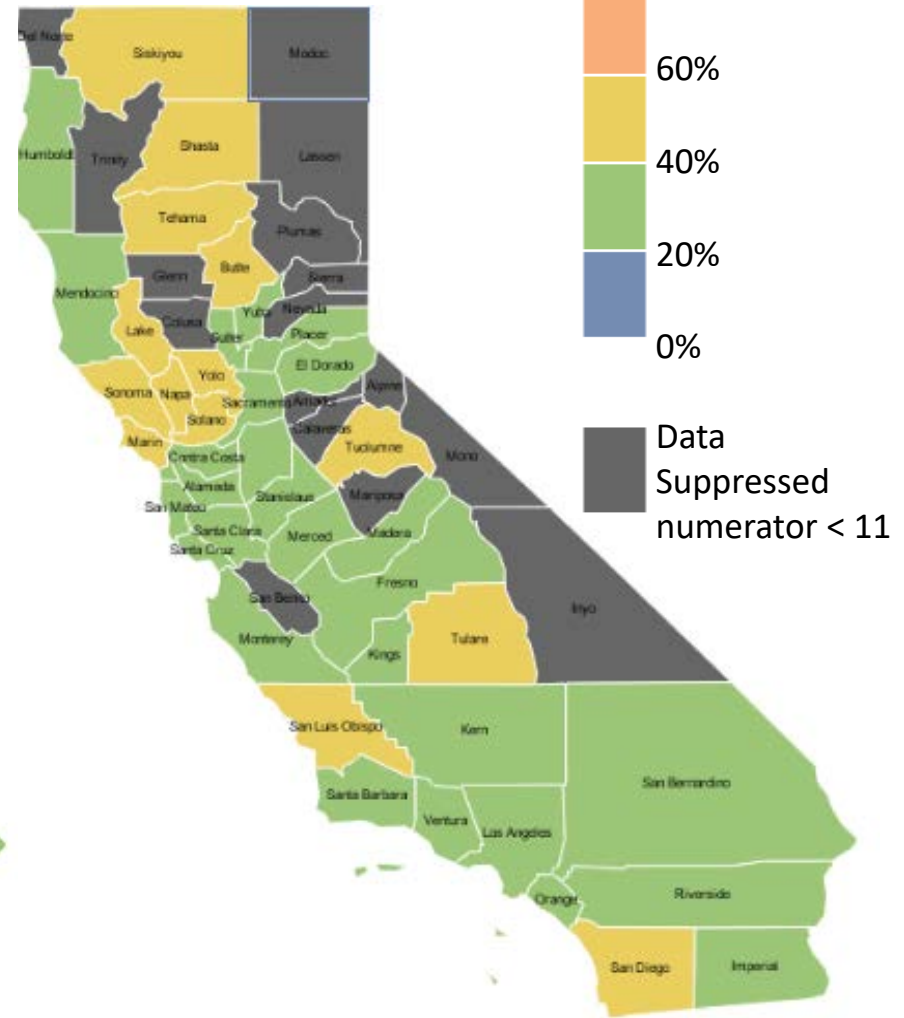 Del Norte
Siskiyou
Modoc
60%
Humboldt
Trinity
Shasta
Lassen
40%
Tehama
Plumas
20%
Glenn
Butte
Sierra
Mendocino
Colusa
Yuba
Nevada
Lake
Sutter
Placer
0%
Yolo
El Dorado
Sonoma
Napa
Sacramento
Amador
Alpine
Solano
Calaveras
Marin
Tuolumne
Mono
Data
Suppressed
numerator < 11
Contra Costa
Alameda
Stanislaus
Mariposa
San Mateo
Santa Clara
Merced
Madera
Santa Cruz
Fresno
San Benito
Inyo
Monterey
Kings
Tulare
San Luis Obispo
Kern
San Bernardino
Santa Barbara
Ventura
Los Angeles
Orange
Riverside
San Diego
Imperial